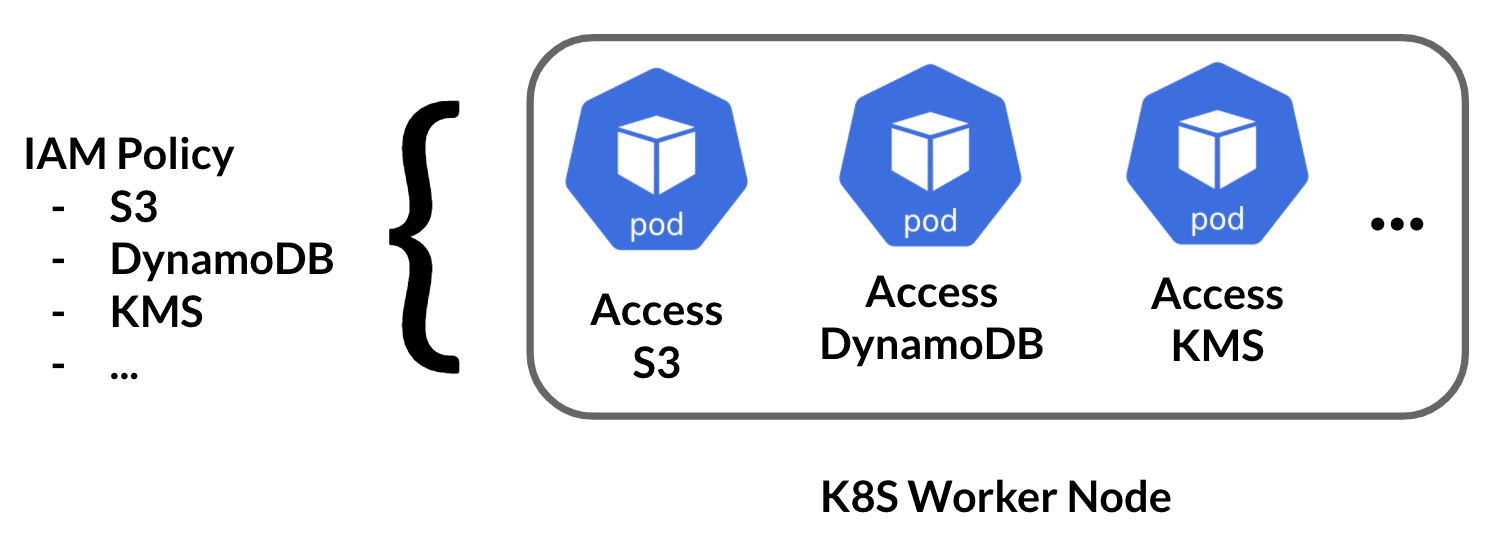 IAM Policy
- S3
- DynamoDB
- KMS
- ...
pod
Access
S3
pod
Access
DynamoDB
pod
Access
KMS
...
K8S Worker Node